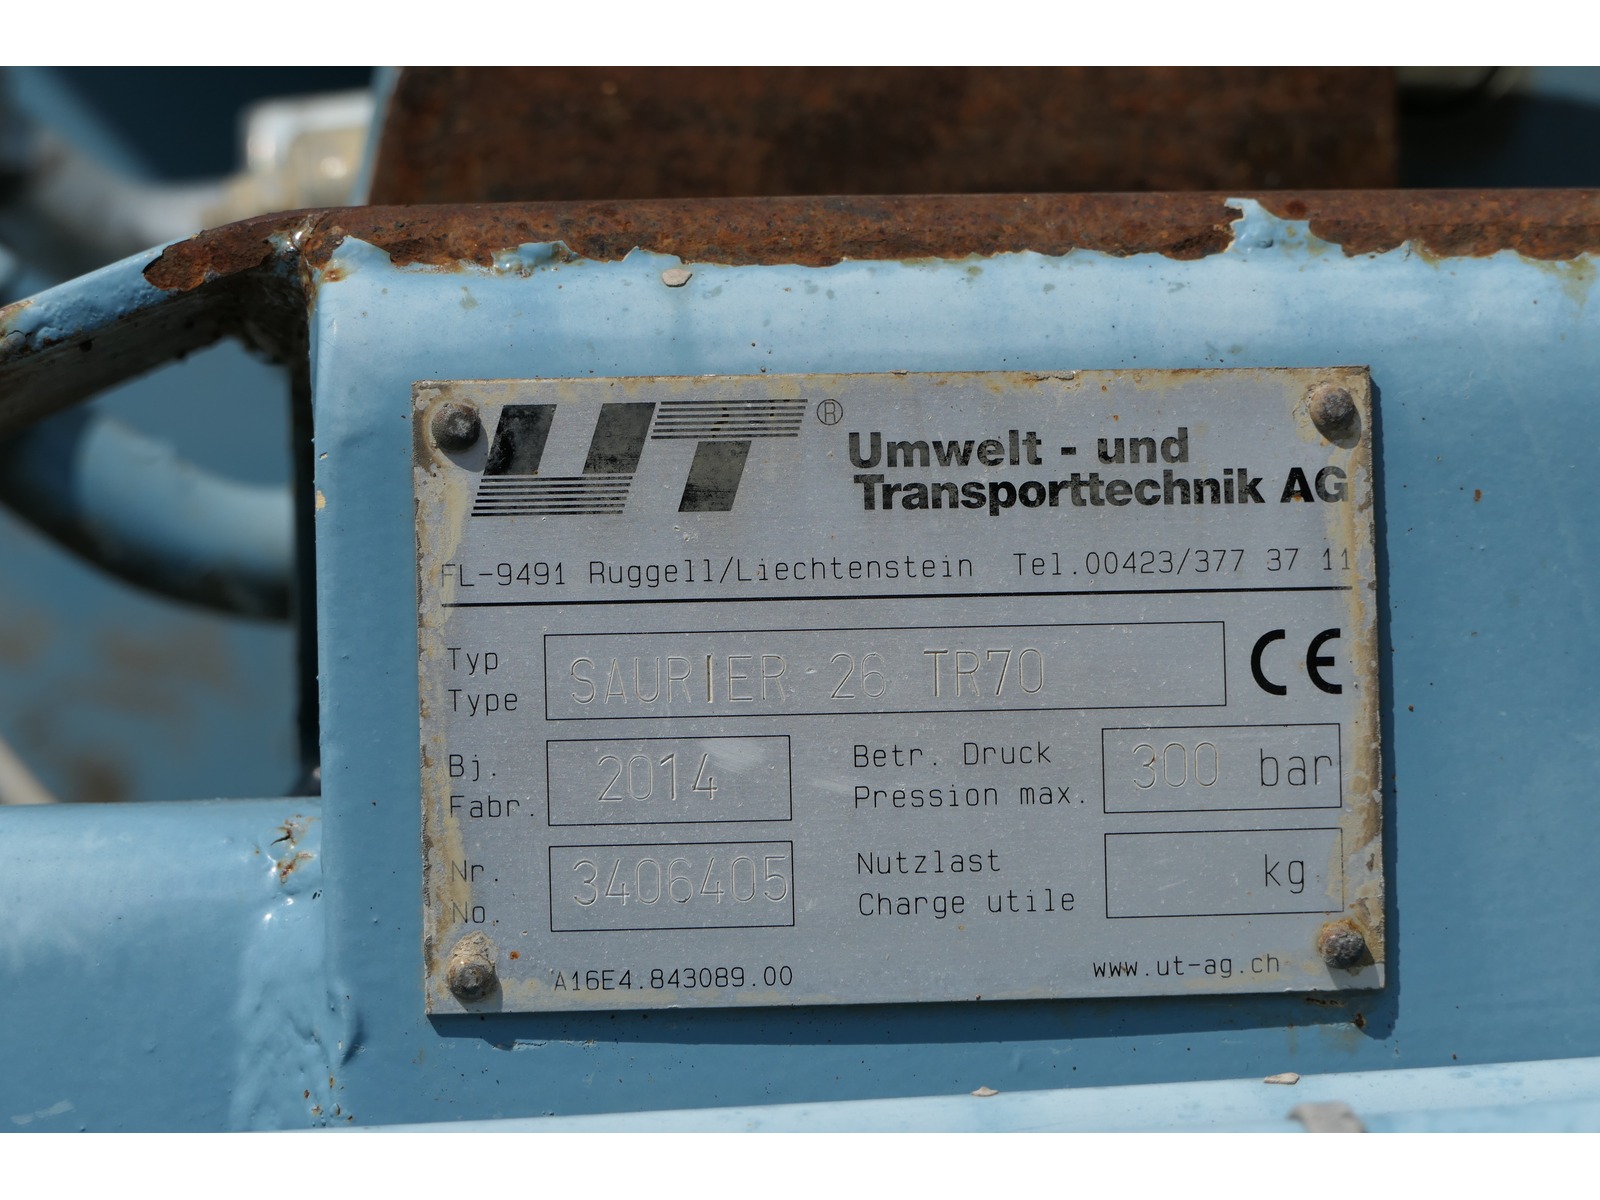 UT®
Umwelt - und
Transporttechnik AG
FL-9491 Ruggell/Liechtenstein Tel.00423/377 37 11
Typ
Type
SAURIER 26 TR70
CE
Bj.
Fabr.
2014
Betr. Druck
Pression max.
300 bar
Nr.
No.
3406405
Nutzlast
Charge utile
kg
A16E4.843089.00
www.ut-ag.ch